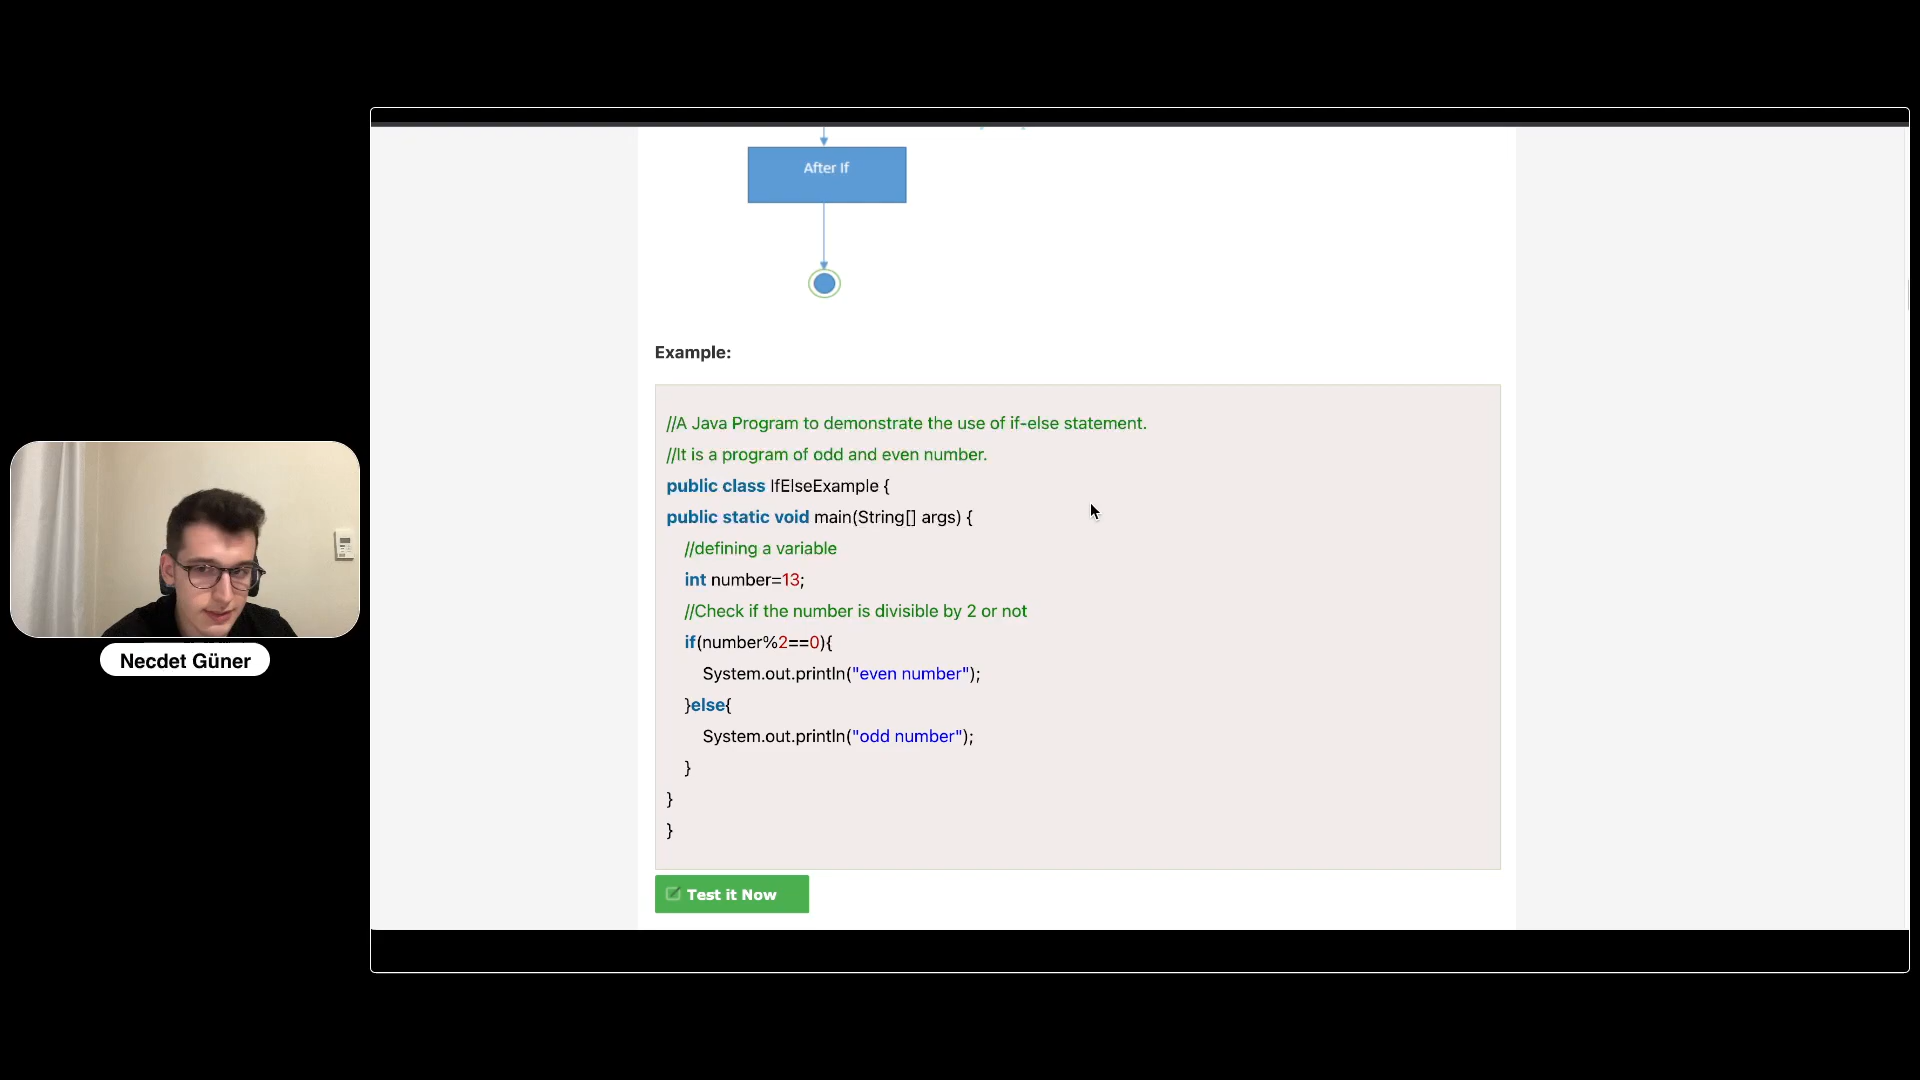 After If
Example:
//A Java Program to demonstrate the use of if-else statement.
//It is a program of odd and even number.
public class IfElseExample {
public static void main(String[] args) {
//defining a variable
int number=13;
//Check if the number is divisible by 2 or not
if(number%2==0){
System.out.println("even number");
}else{
System.out.println("odd number");
}
}
}
Test it Now
Necdet Güner